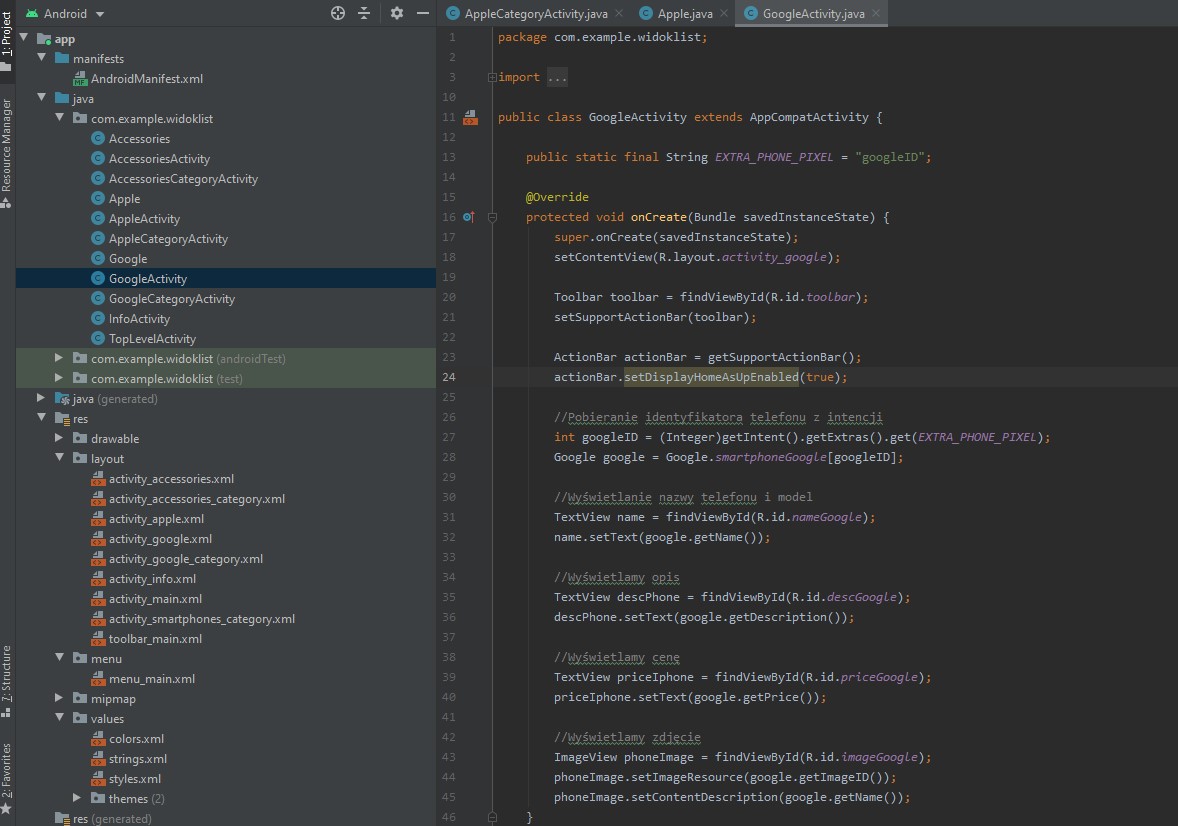 Android
AppleCategoryActivity.java
Apple.java
GoogleActivity.java
1: Project
Resource Manager
7: Structure
2: Favorites
app
manifests
AndroidManifest.xml
java
com.example.widoklist
Accessories
AccessoriesActivity
AccessoriesCategoryActivity
Apple
AppleActivity
AppleCategoryActivity
Google
GoogleActivity
GoogleCategoryActivity
InfoActivity
TopLevelActivity
com.example.widoklist (androidTest)
com.example.widoklist (test)
java (generated)
res
drawable
layout
activity_accessories.xml
activity_accessories_category.xml
activity_apple.xml
activity_google.xml
activity_google_category.xml
activity_info.xml
activity_main.xml
activity_smartphones_category.xml
toolbar_main.xml
menu
menu_main.xml
mipmap
values
colors.xml
strings.xml
styles.xml
themes (2)
res (generated)
1 package com.example.widoklist;
2
3 import ...
10
11 public class GoogleActivity extends AppCompatActivity {
12
13 public static final String EXTRA_PHONE_PIXEL = "googleID";
14
15 @Override
16 protected void onCreate(Bundle savedInstanceState) {
17 super.onCreate(savedInstanceState);
18 setContentView(R.layout.activity_google);
19
20 Toolbar toolbar = findViewById(R.id.toolbar);
21 setSupportActionBar(toolbar);
22
23 ActionBar actionBar = getSupportActionBar();
24 actionBar.setDisplayHomeAsUpEnabled(true);
25
26 //Pobieranie identyfikatora telefonu z intencji
27 int googleID = (Integer)getIntent().getExtras().get(EXTRA_PHONE_PIXEL);
28 Google google = Google.smartphoneGoogle[googleID];
29
30 //Wyświetlanie nazwy telefonu i model
31 TextView name = findViewById(R.id.nameGoogle);
32 name.setText(google.getName());
33
34 //Wyświetlamy opis
35 TextView descPhone = findViewById(R.id.descGoogle);
36 descPhone.setText(google.getDescription());
37
38 //Wyświetlamy cenę
39 TextView priceIphone = findViewById(R.id.priceGoogle);
40 priceIphone.setText(google.getPrice());
41
42 //Wyświetlamy zdjęcie
43 ImageView phoneImage = findViewById(R.id.imageGoogle);
44 phoneImage.setImageResource(google.getImageID());
45 phoneImage.setContentDescription(google.getName());
46 }